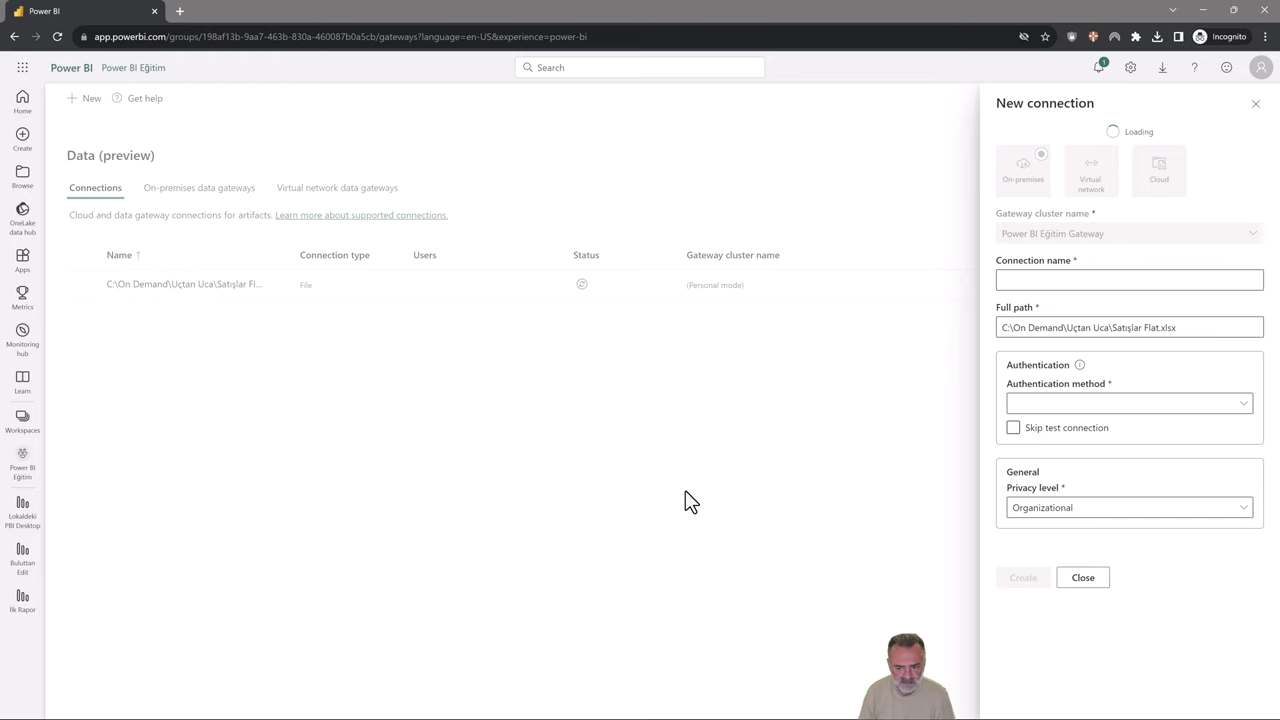 Power BI
app.powerbi.com/groups/198af13b-9aa7-463b-830a-460087b0a5cb/gateways?language=en-US&experience=power-bi
Incognito
Power BI Power BI Eğitim
Search
1
Home
Create
Browse
OneLake
data hub
Apps
Metrics
Monitoring
hub
Learn
Workspaces
Power BI
Eğitim
Lokaldeki
PBI Desktop
Buluttan
Edit
İlk Rapor
New Get help
Data (preview)
Connections On-premises data gateways Virtual network data gateways
Cloud and data gateway connections for artifacts. Learn more about supported connections.
Name ↑ Connection type Users Status Gateway cluster name
C:\On Demand\Uçtan Uca\Satışlar Fl... File (Personal mode)
New connection
Loading
On-premises
Virtual
network
Cloud
Gateway cluster name *
Power BI Eğitim Gateway
Connection name *
Full path *
C:\On Demand\Uçtan Uca\Satışlar Flat.xlsx
Authentication
Authentication method *
Skip test connection
General
Privacy level *
Organizational
Create Close